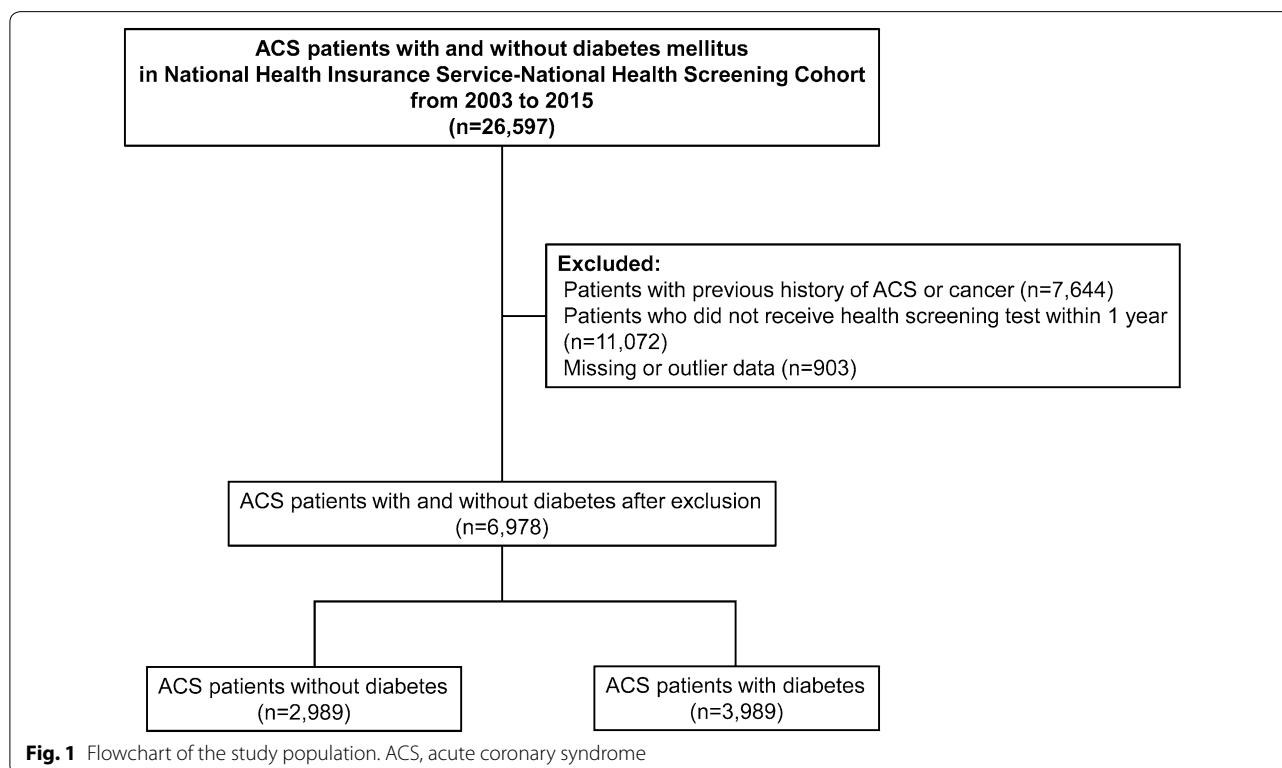 ACS patients with and without diabetes mellitus
in National Health Insurance Service-National Health Screening Cohort
from 2003 to 2015
(n=26,597)
Excluded:
Patients with previous history of ACS or cancer (n=7,644)
Patients who did not receive health screening test within 1 year
(n=11,072)
Missing or outlier data (n=903)
ACS patients with and without diabetes after exclusion
(n=6,978)
ACS patients without diabetes
(n=2,989)
ACS patients with diabetes
(n=3,989)
Fig. 1 Flowchart of the study population. ACS, acute coronary syndrome